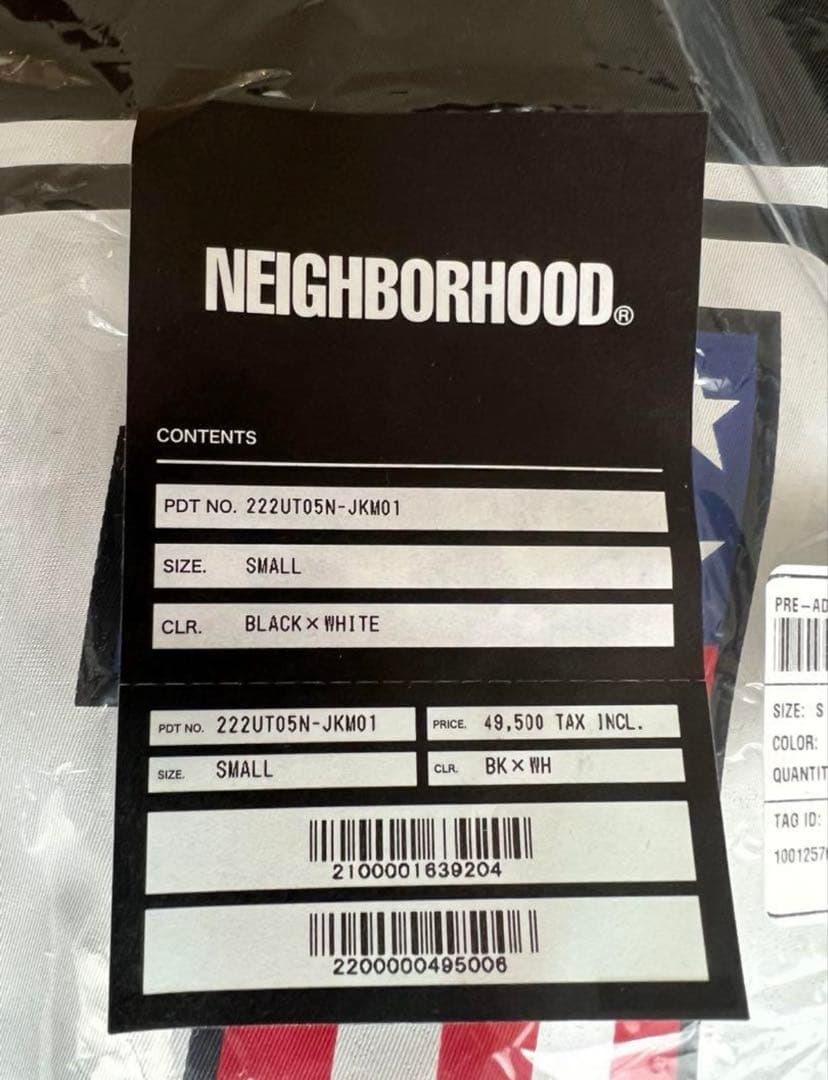 NEIGHBORHOOD®
CONTENTS
PDT NO. 222UT05N-JKM01
SIZE. SMALL
CLR. BLACK×WHITE
PDT NO. 222UT05N-JKM01 PRICE. 49,500 TAX INCL.
SIZE. SMALL CLR. BK×WH
2100001639204
2200000495006
PRE-AD
SIZE: S
COLOR:
QUANTIT
TAG ID:
1001257